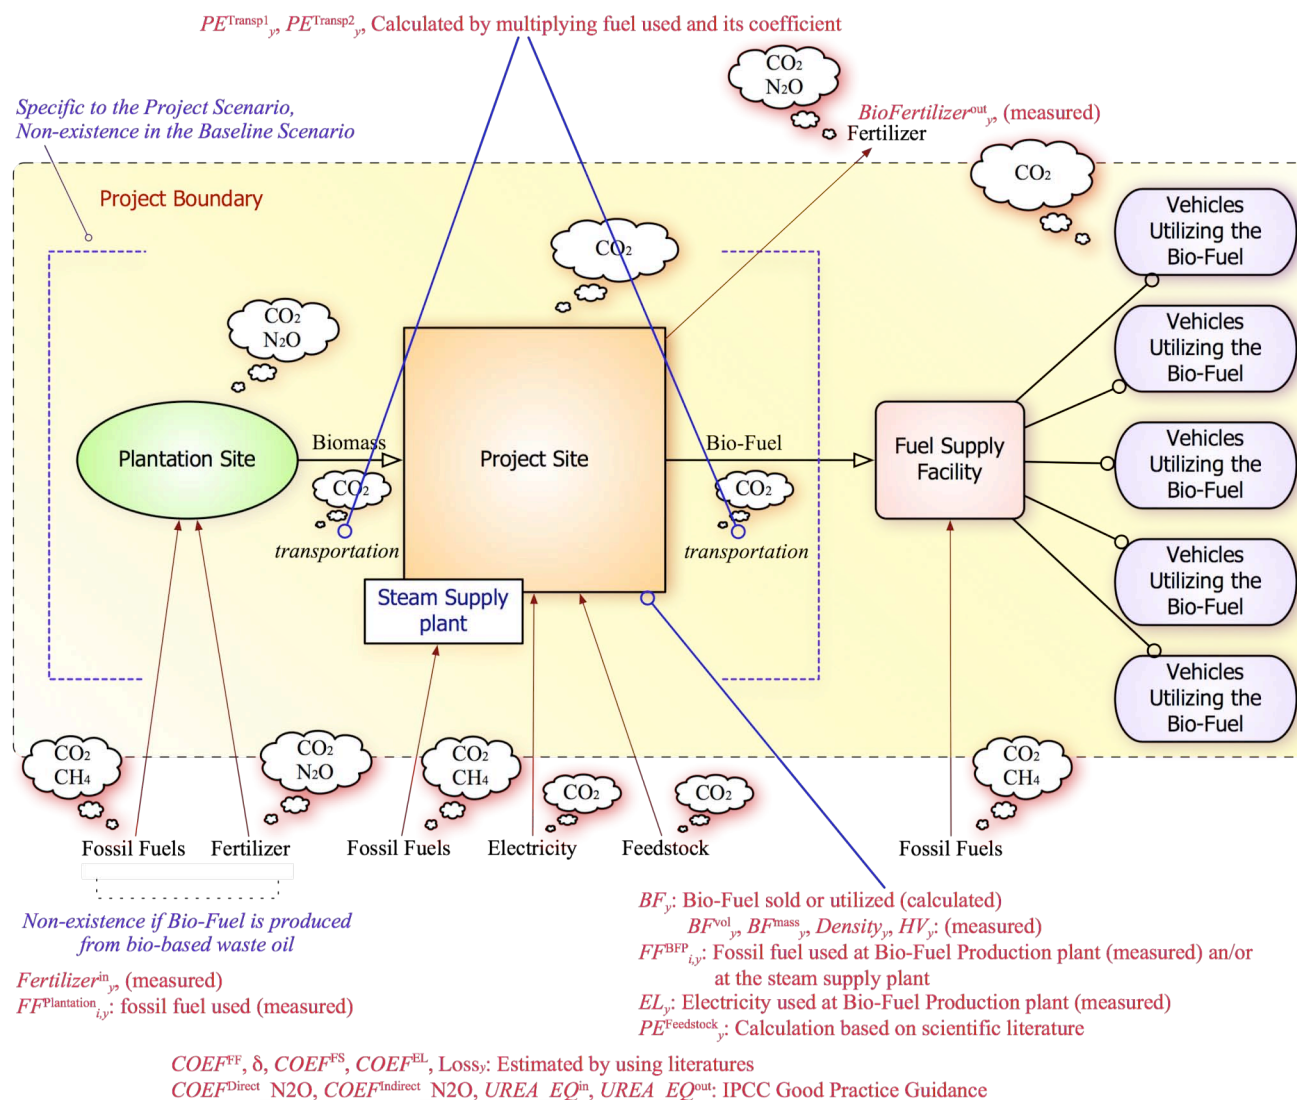 PETransp1y, PETransp2y, Calculated by multiplying fuel used and its coefficient
CO2
N2O
Specific to the Project Scenario,
Non-existence in the Baseline Scenario
BioFertilizerouty, (measured)
Fertilizer
Project Boundary
CO2
Vehicles
Utilizing the
Bio-Fuel
CO2
CO2
N2O
Vehicles
Utilizing the
Bio-Fuel
Plantation Site
Biomass
CO2
transportation
Project Site
Bio-Fuel
CO2
transportation
Fuel Supply
Facility
Vehicles
Utilizing the
Bio-Fuel
Vehicles
Utilizing the
Bio-Fuel
Steam Supply
plant
Vehicles
Utilizing the
Bio-Fuel
CO2
CH4
CO2
N2O
CO2
CH4
CO2
CO2
CO2
CH4
Fossil Fuels
Fertilizer
Fossil Fuels
Electricity
Feedstock
Fossil Fuels
Non-existence if Bio-Fuel is produced
from bio-based waste oil
Fertilizeriny, (measured)
FFPlantationi,y: fossil fuel used (measured)
BFy: Bio-Fuel sold or utilized (calculated)
BFvoly, BFmassy, Densityy, HVy: (measured)
FFBFPi,y: Fossil fuel used at Bio-Fuel Production plant (measured) an/or
at the steam supply plant
ELy: Electricity used at Bio-Fuel Production plant (measured)
PEFeedstocky: Calculation based on scientific literature
COEFFF, δ, COEFFS, COEFEL, Lossy: Estimated by using literatures
COEFDirect_N2O, COEFIndirect_N2O, UREA_EQin, UREA_EQout: IPCC Good Practice Guidance